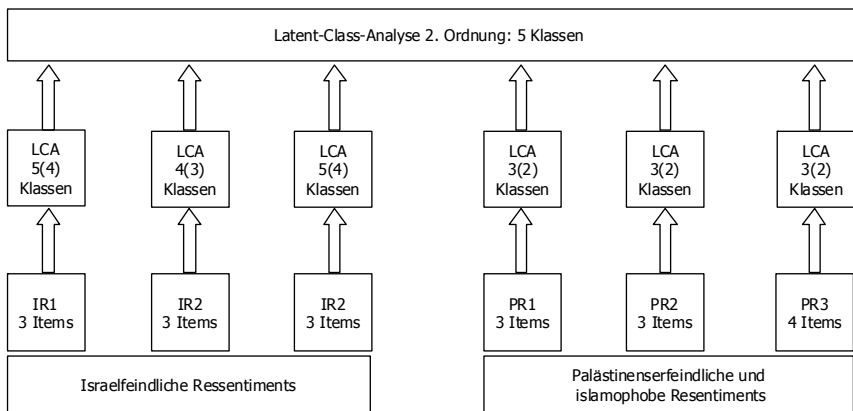 Latent-Class-Analyse 2. Ordnung: 5 Klassen
LCA
5(4)
Klassen
LCA
4(3)
Klassen
LCA
5(4)
Klassen
LCA
3(2)
Klassen
LCA
3(2)
Klassen
LCA
3(2)
Klassen
IR1
3 Items
IR2
3 Items
IR2
3 Items
PR1
3 Items
PR2
3 Items
PR3
4 Items
Israelfeindliche Ressentiments
Palästinenserfeindliche und
islamophobe Resentiments